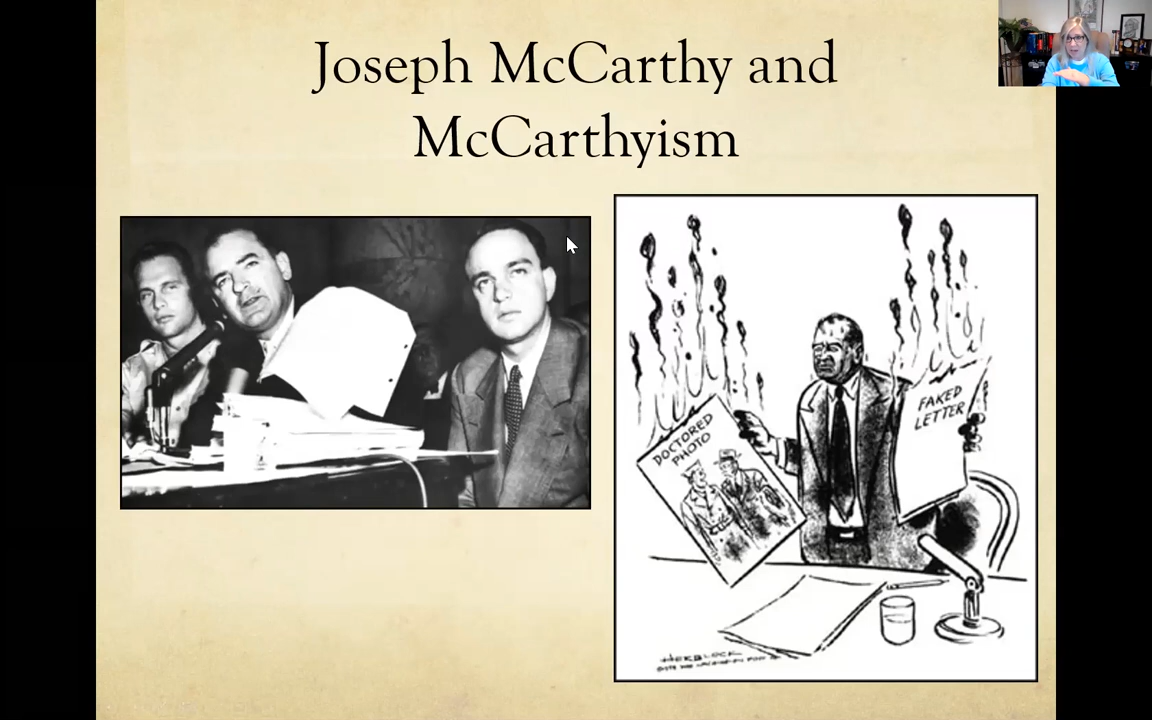 Joseph McCarthy and
McCarthyism
DOCTORED
PHOTO
FAKED
LETTER
HERBLOCK